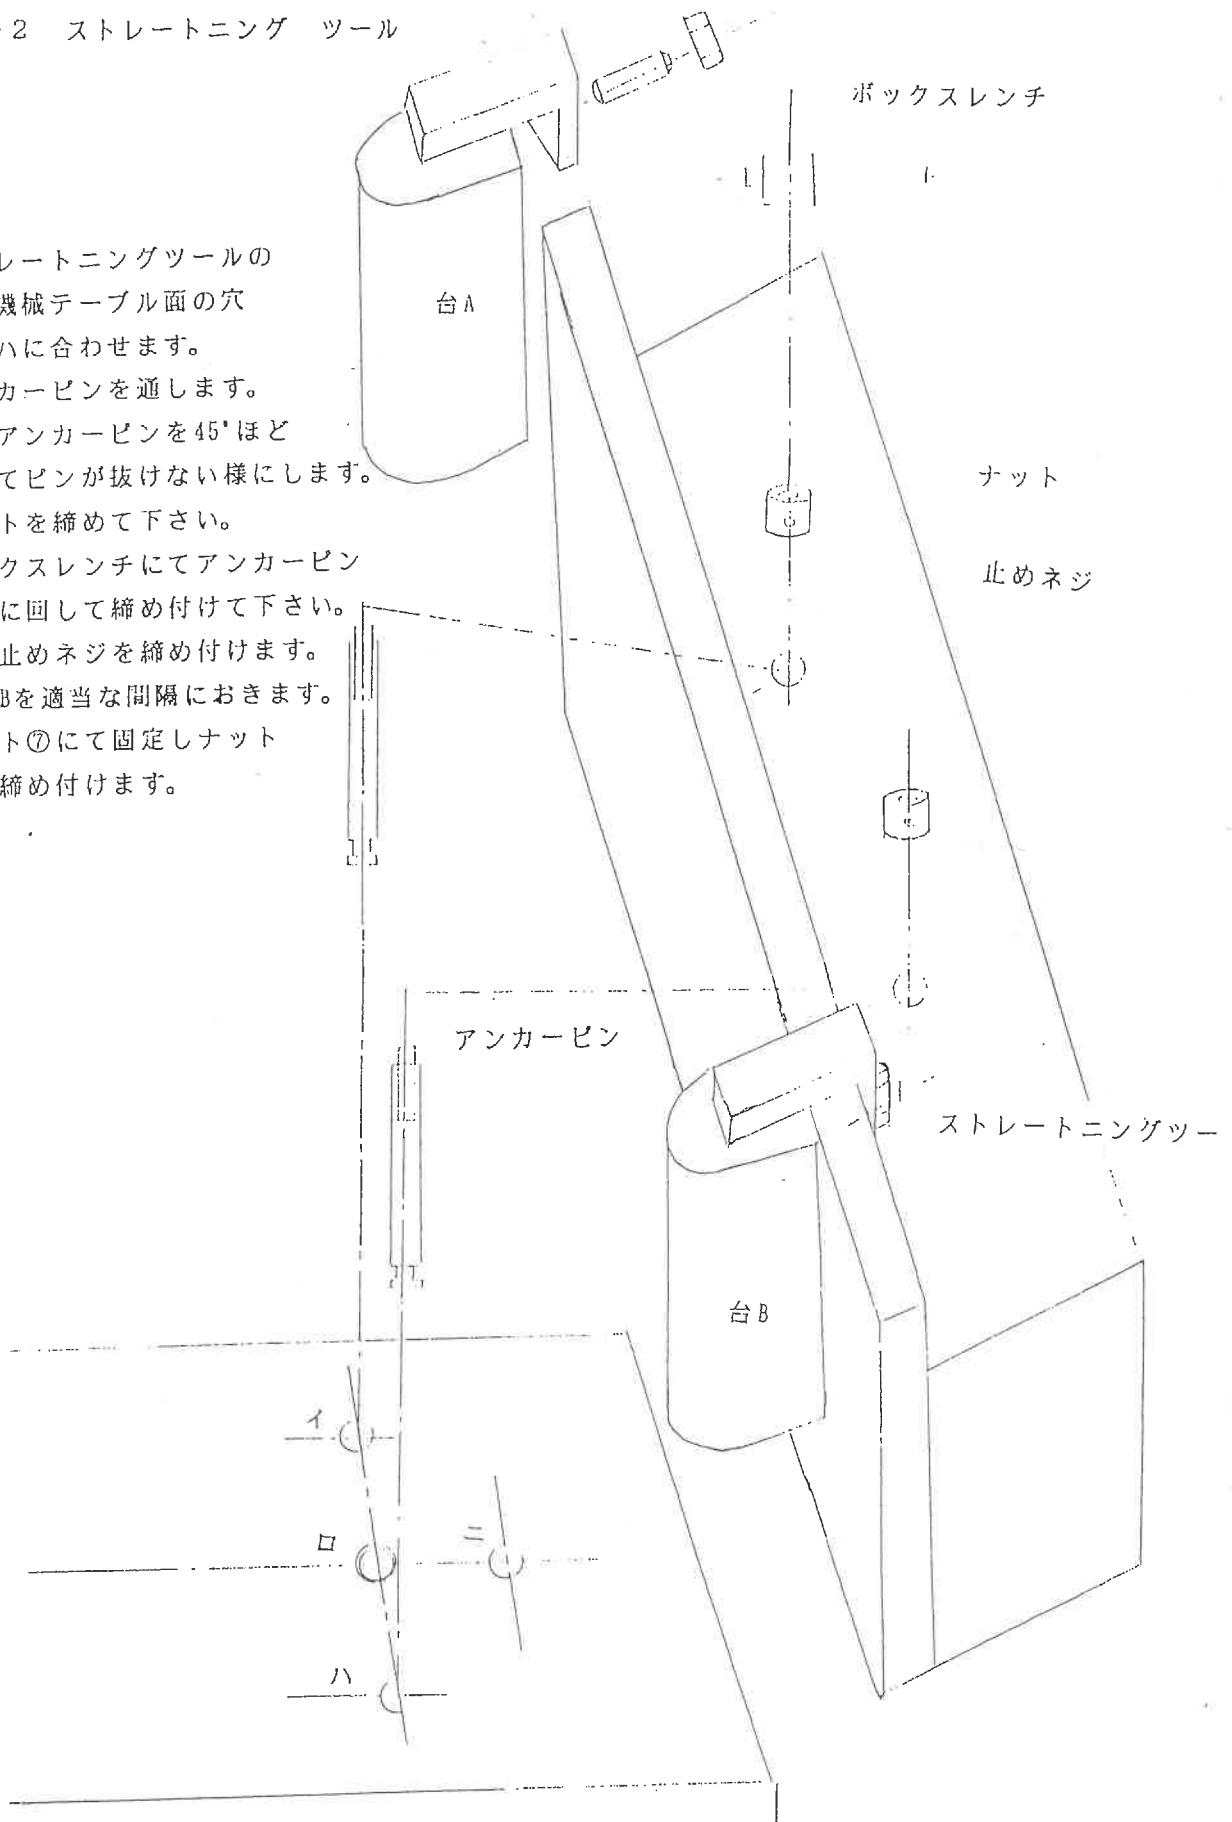 2 ストレートニング ツール
ボックスレンチ
レートニングツールの
機械テーブル面の穴
ハに合わせます。
カーピンを通します。
アンカーピンを45°ほど
てピンが抜けない様にします。
トを締めて下さい。
クスレンチにてアンカーピン
に回して締め付けて下さい。
止めネジを締め付けます。
Bを適当な間隔におきます。
ト⑦にて固定しナット
締め付けます。
台A
ナット
止めネジ
アンカーピン
ストレートニングツー
台B
イ
ロ
ニ
ハ